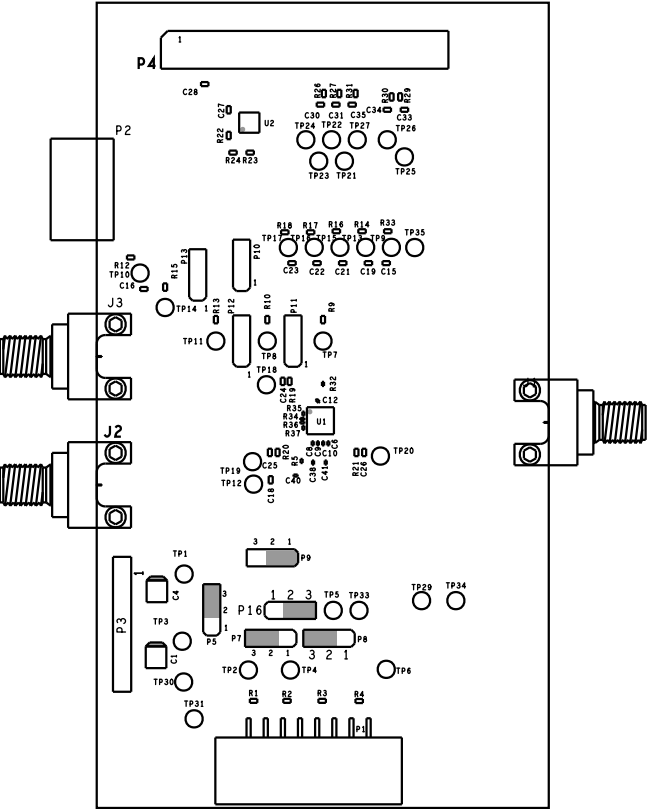 1
P4
C28
R26
R27
R31
R30
R29
C30
C31
C35
C34
C33
C27
U2
R22
R24
R23
TP24
TP22
TP27
TP26
TP23
TP21
TP25
P2
R18
R17
R16
R14
R33
TP17
TP16
TP15
TP13
TP9
TP35
C23
C22
C21
C19
C15
R12
TP10
C16
R15
P13
1
P10
1
TP14
J3
R13
P12
R10
P11
R9
TP11
1
TP8
1
TP7
TP18
C24
R19
R32
C12
R35
R34
R36
R37
U1
J2
R20
C8
C9
C10
C6
R21
C26
TP20
TP19
C25
R5
C38
C41
TP12
C18
C40
3 2 1
P9
TP1
1
C4
3
2
1
P5
P16
1 2 3
TP5
TP33
TP29
TP34
P3
TP3
C1
P7
3 2 1
P8
3 2 1
TP30
TP2
TP4
TP6
TP31
R1
R2
R3
R4
P1